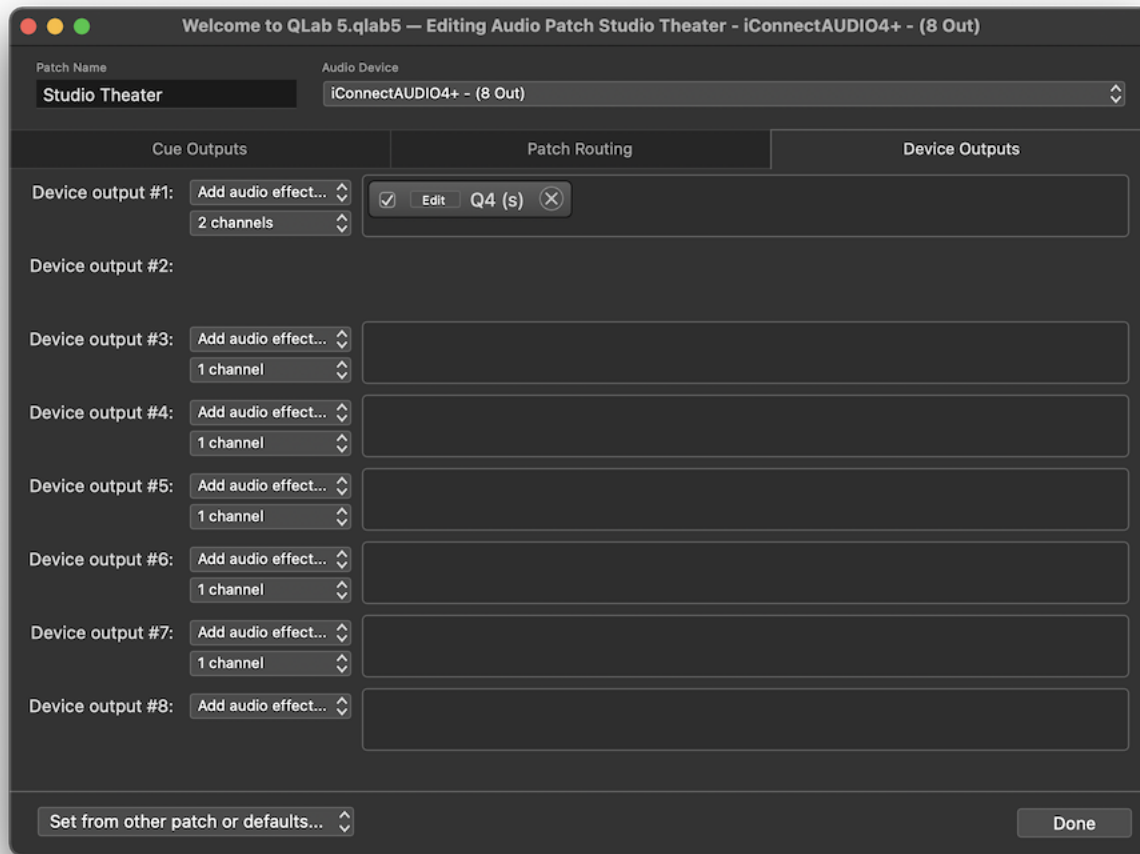 Welcome to QLab 5.qlab5 — Editing Audio Patch Studio Theater - iConnectAUDIO4+ - (8 Out)
Patch Name
Audio Device
Studio Theater
iConnectAUDIO4+ - (8 Out)
Cue Outputs
Patch Routing
Device Outputs
Device output #1:
Add audio effect...
Edit
Q4 (s)
2 channels
Device output #2:
Device output #3:
Add audio effect...
1 channel
Device output #4:
Add audio effect...
1 channel
Device output #5:
Add audio effect...
1 channel
Device output #6:
Add audio effect...
1 channel
Device output #7:
Add audio effect...
1 channel
Device output #8:
Add audio effect...
Set from other patch or defaults...
Done